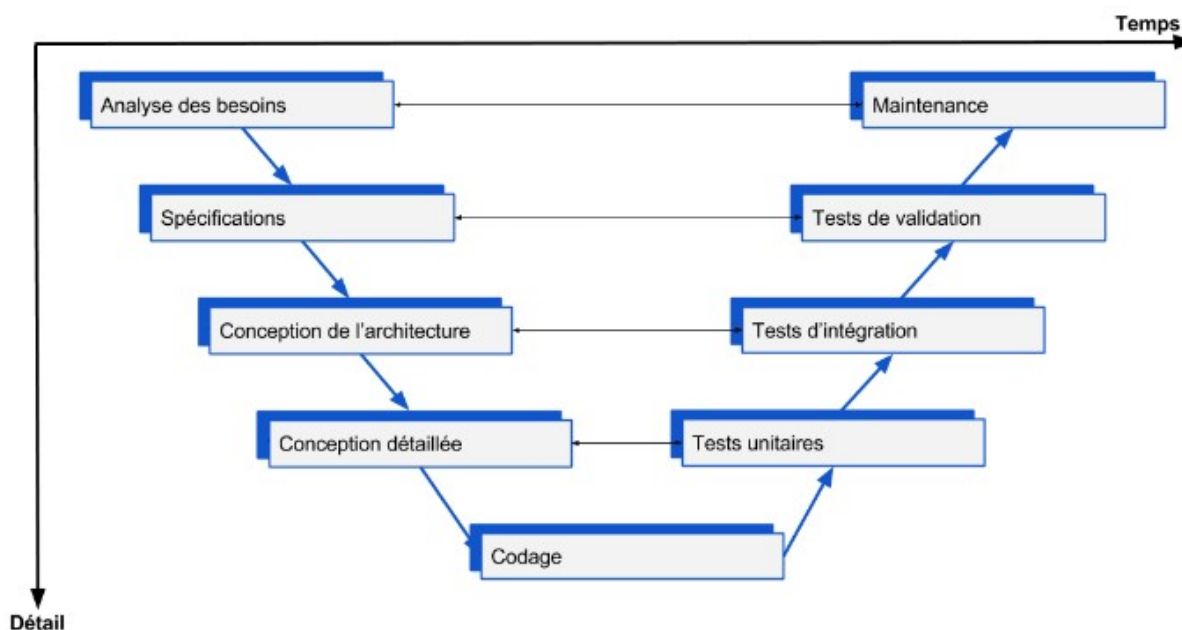 Temps
Analyse des besoins
Maintenance
Spécifications
Tests de validation
Conception de l'architecture
Tests d'intégration
Conception détaillée
Tests unitaires
Codage
Détail